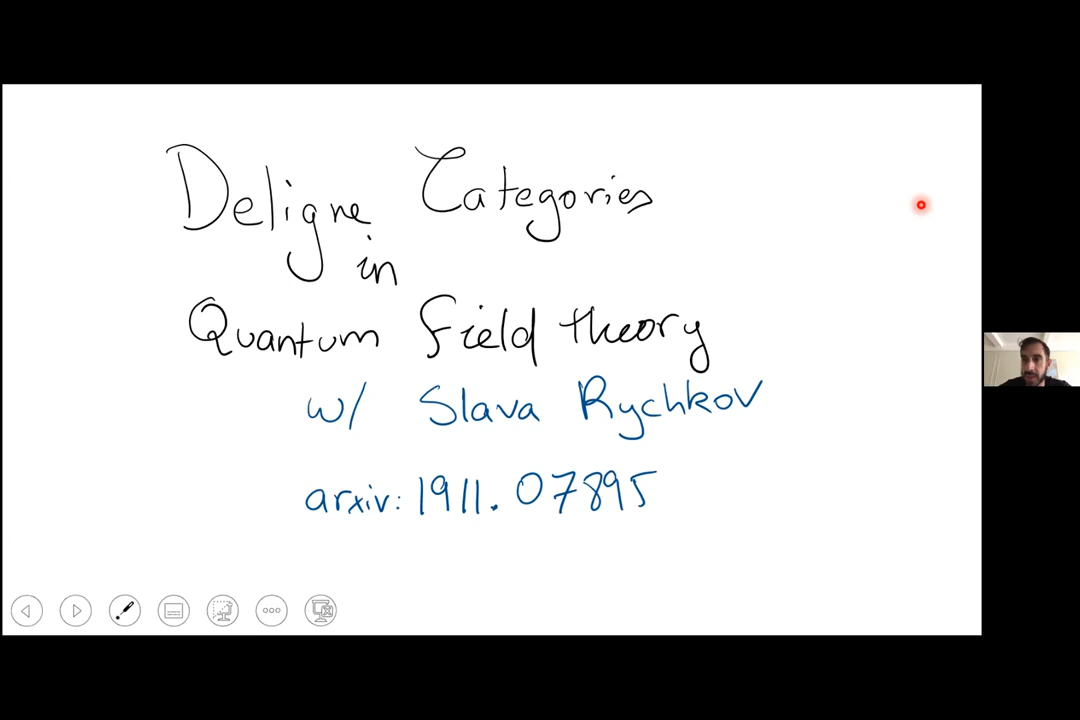 Deligne Categories
in
Quantum Field theory
w/ Slava Rychkov
arxiv: 1911.07895